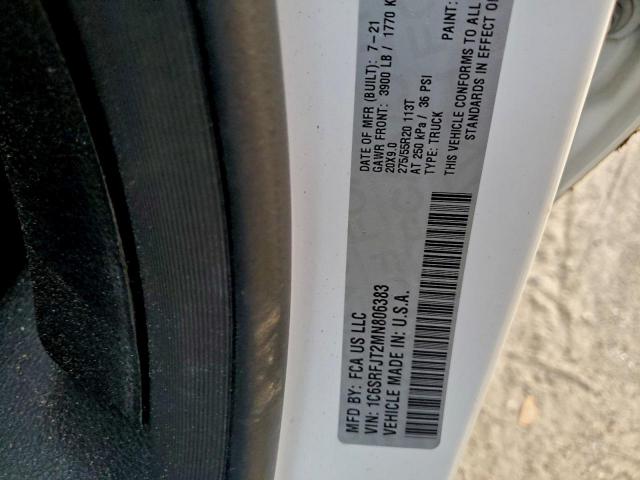 MFD BY: FCA US LLC
DATE OF MFR (BUILT): 7-21
GAWR FRONT: 3900 LB / 1770 K
20X9.0
275/55R20 113T
AT 250 kPa / 36 PSI
TYPE: TRUCK
VIN: 1C6SRFJT2MN806383
VEHICLE MADE IN: U.S.A.
PAINT:
THIS VEHICLE CONFORMS TO ALL
STANDARDS IN EFFECT